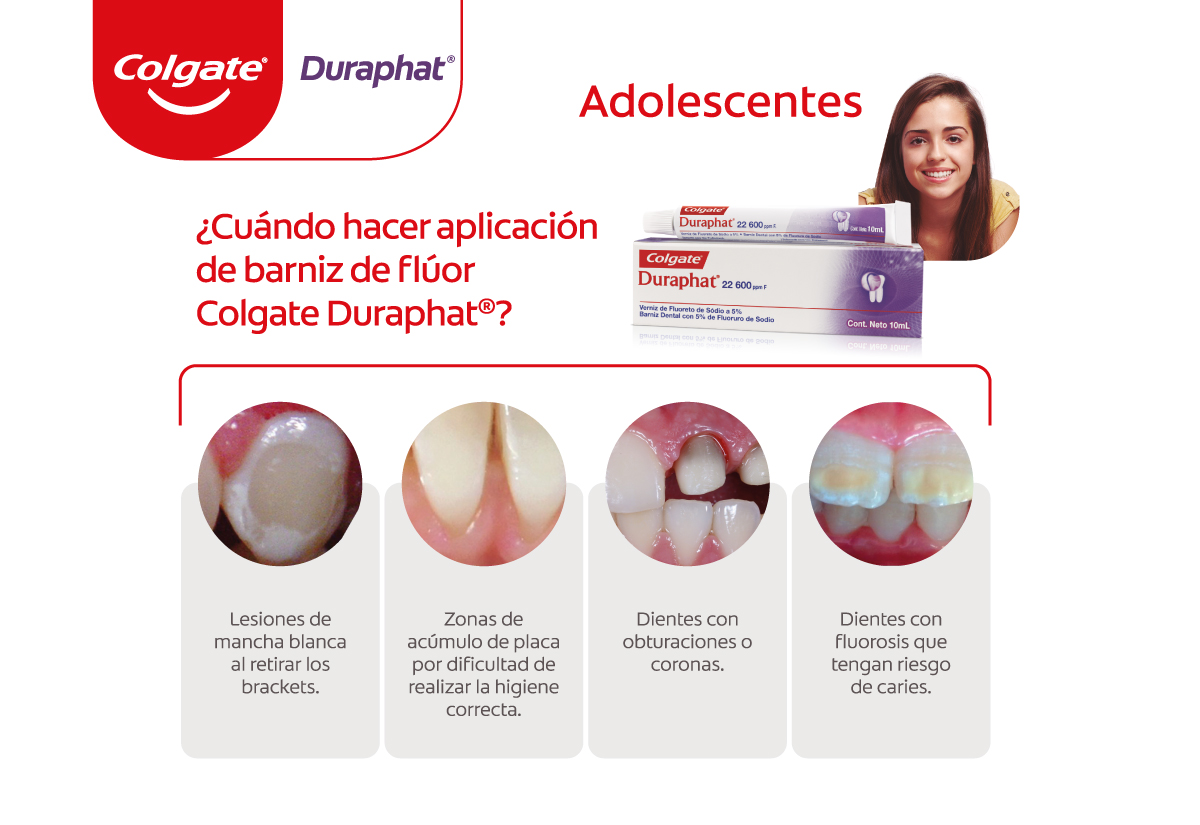 Colgate®
Duraphat®
Adolescentes
¿Cuándo hacer aplicación
de barniz de flúor
Colgate Duraphat®?
Colgate
Duraphat® 22 600 ppm F
Cont. Neto 10mL
Colgate®
Duraphat® 22 600 ppm F
Verniz de Fluoreto de Sódio a 5%
Barniz Dental con 5% de Fluoruro de Sodio
Cont. Neto 10mL
Lesiones de
mancha blanca
al retirar los
brackets.
Zonas de
acúmulo de placa
por dificultad de
realizar la higiene
correcta.
Dientes con
obturaciones o
coronas.
Dientes con
fluorosis que
tengan riesgo
de caries.